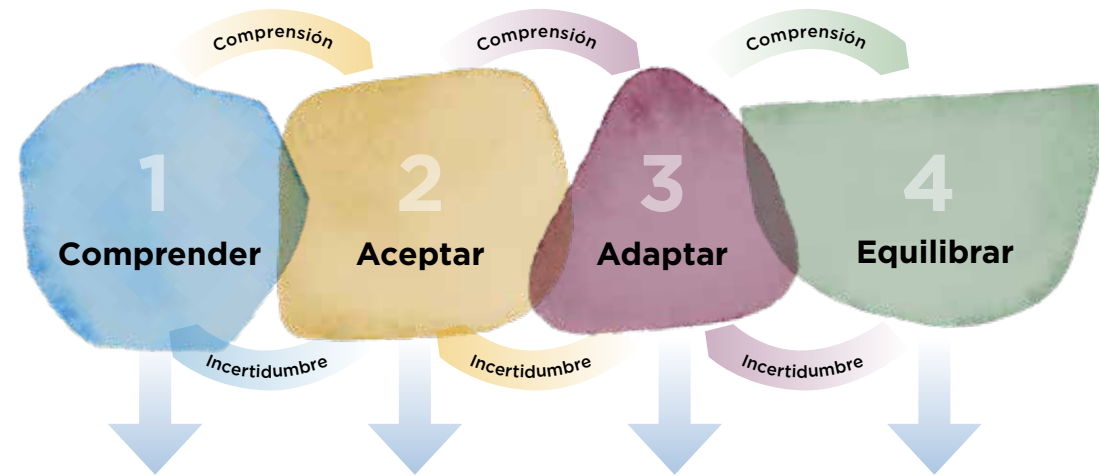 Comprensión
Comprensión
Comprensión
1
2
3
4
Comprender
Aceptar
Adaptar
Equilibrar
Incertidumbre
Incertidumbre
Incertidumbre